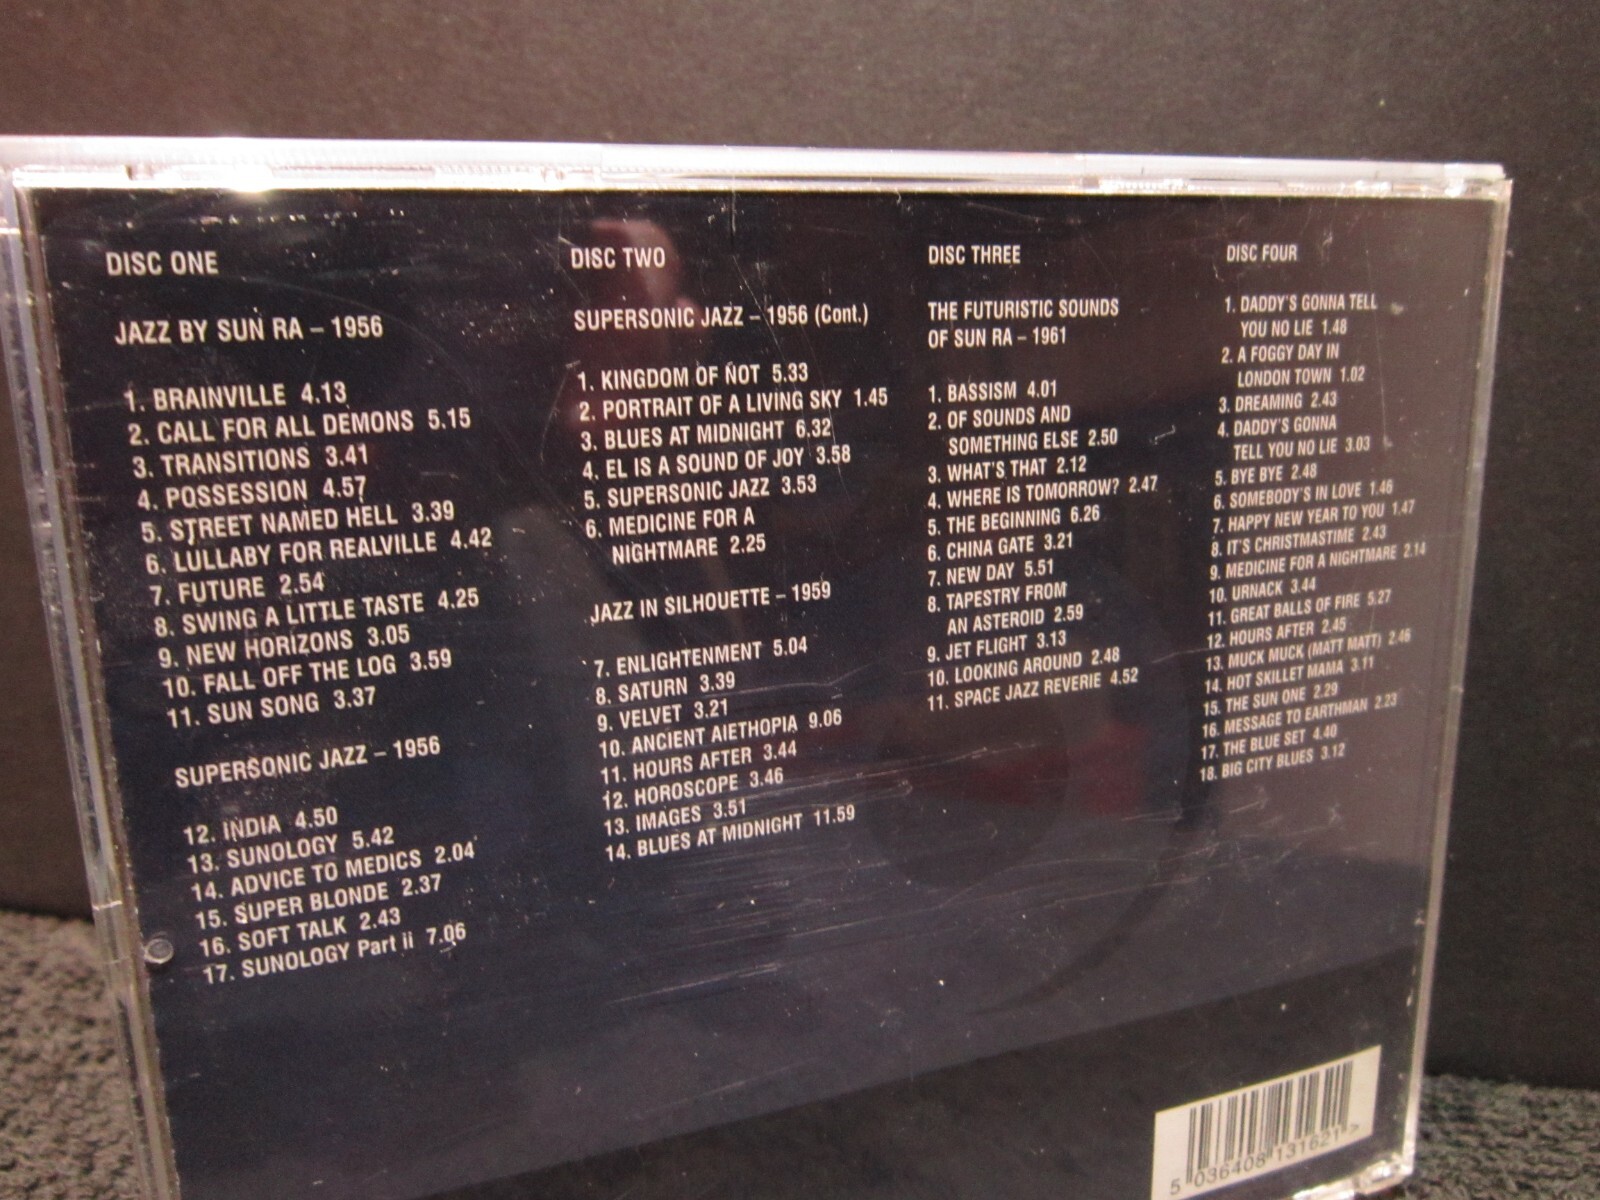 DISC ONE
JAZZ BY SUN RA – 1956
1. BRAINVILLE 4.13
2. CALL FOR ALL DEMONS 5.15
3. TRANSITIONS 3.41
4. POSSESSION 4.57
5. STREET NAMED HELL 3.39
6. LULLABY FOR REALVILLE 4.42
7. FUTURE 2.54
8. SWING A LITTLE TASTE 4.25
9. NEW HORIZONS 3.05
10. FALL OFF THE LOG 3.59
11. SUN SONG 3.37
SUPERSONIC JAZZ – 1956
12. INDIA 4.50
13. SUNOLOGY 5.42
14. ADVICE TO MEDICS 2.04
15. SUPER BLONDE 2.37
16. SOFT TALK 2.43
17. SUNOLOGY Part ii 7.06
DISC TWO
SUPERSONIC JAZZ – 1956 (Cont.)
1. KINGDOM OF NOT 5.33
2. PORTRAIT OF A LIVING SKY 1.45
3. BLUES AT MIDNIGHT 6.32
4. EL IS A SOUND OF JOY 3.58
5. SUPERSONIC JAZZ 3.53
6. MEDICINE FOR A
NIGHTMARE 2.25
JAZZ IN SILHOUETTE – 1959
7. ENLIGHTENMENT 5.04
8. SATURN 3.39
9. VELVET 3.21
10. ANCIENT AIETHOPIA 9.06
11. HOURS AFTER 3.44
12. HOROSCOPE 3.46
13. IMAGES 3.51
14. BLUES AT MIDNIGHT 11.59
DISC THREE
THE FUTURISTIC SOUNDS
OF SUN RA – 1961
1. BASSISM 4.01
2. OF SOUNDS AND
SOMETHING ELSE 2.50
3. WHAT'S THAT 2.12
4. WHERE IS TOMORROW? 2.47
5. THE BEGINNING 6.26
6. CHINA GATE 3.21
7. NEW DAY 5.51
8. TAPESTRY FROM
AN ASTEROID 2.59
9. JET FLIGHT 3.13
10. LOOKING AROUND 2.48
11. SPACE JAZZ REVERIE 4.52
DISC FOUR
1. DADDY'S GONNA TELL
YOU NO LIE 1.48
2. A FOGGY DAY IN
LONDON TOWN 1.02
3. DREAMING 2.43
4. DADDY'S GONNA
TELL YOU NO LIE 3.03
5. BYE BYE 2.48
6. SOMEBODY'S IN LOVE 1.46
7. HAPPY NEW YEAR TO YOU 1.47
8. IT'S CHRISTMASTIME 2.43
9. MEDICINE FOR A NIGHTMARE 2.14
10. URNACK 3.44
11. GREAT BALLS OF FIRE 5.27
12. HOURS AFTER 2.45
13. MUCK MUCK (MATT MATT) 2.46
14. HOT SKILLET MAMA 3.11
15. THE SUN ONE 2.29
16. MESSAGE TO EARTHMAN 2.23
17. THE BLUE SET 4.40
18. BIG CITY BLUES 3.12
5 036408 131621 >